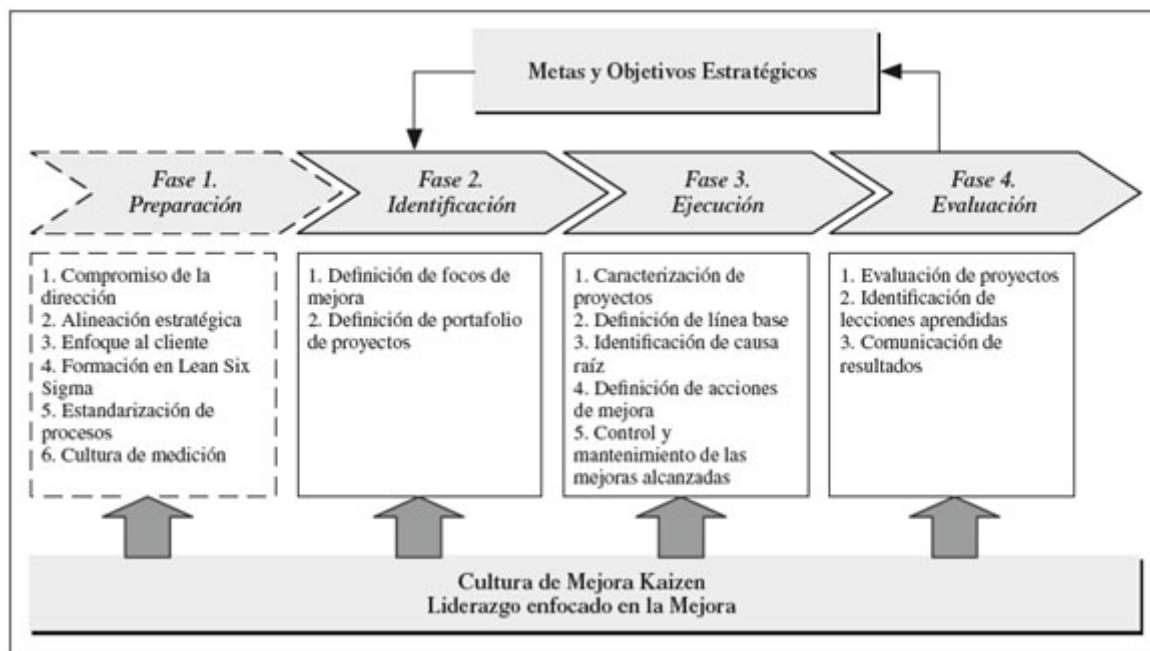 Metas y Objetivos Estratégicos
Fase 1.
Preparación
Fase 2.
Identificación
Fase 3.
Ejecución
Fase 4.
Evaluación
1. Compromiso de la
dirección
2. Alineación estratégica
3. Enfoque al cliente
4. Formación en Lean Six
Sigma
5. Estandarización de
procesos
6. Cultura de medición
1. Definición de focos de
mejora
2. Definición de portafolio
de proyectos
1. Caracterización de
proyectos
2. Definición de línea base
3. Identificación de causa
raíz
4. Definición de acciones
de mejora
5. Control y
mantenimiento de las
mejoras alcanzadas
1. Evaluación de proyectos
2. Identificación de
lecciones aprendidas
3. Comunicación de
resultados
Cultura de Mejora Kaizen
Liderazgo enfocado en la Mejora